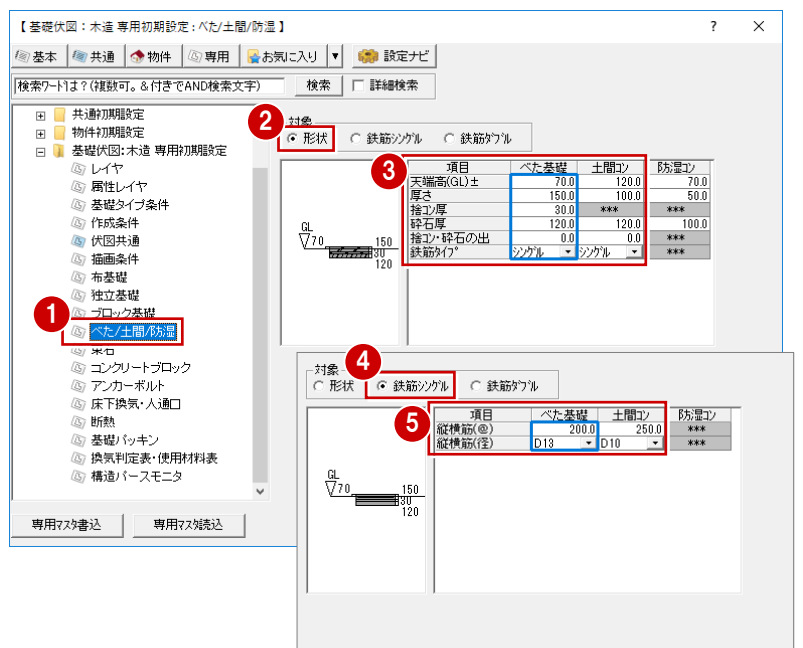 【 基礎伏図：木造 専用初期設定 : べた/土間/防湿 】 ? ×
基本 共通 物件 専用 お気に入り ▼ 設定ナビ
検索ワードは？(複数可。＆付きでAND検索文字) 検索 詳細検索
共通初期設定
物件初期設定
基礎伏図:木造 専用初期設定
レイヤ
属性レイヤ
基礎タイプ条件
作成条件
伏図共通
描画条件
布基礎
独立基礎
ブロック基礎
1
べた/土間/防湿
束石
コンクリートブロック
アンカーボルト
床下換気・人通口
断熱
基礎パッキン
換気判定表・使用材料表
構造パースモニタ
専用マスタ書込 専用マスタ読込
2
対象
形状 鉄筋シングル 鉄筋ダブル
3
項目 べた基礎 土間コン 防湿コン
天端高(GL)± 70.0 120.0 70.0
厚さ 150.0 100.0 50.0
捨コン厚 30.0 *** ***
砕石厚 120.0 120.0 100.0
捨コン・砕石の出 0.0 0.0 ***
鉄筋タイプ シングル シングル ***
GL
70 150
30
120
4
対象
形状 鉄筋シングル 鉄筋ダブル
5
項目 べた基礎 土間コン 防湿コン
縦横筋(@) 200.0 250.0 ***
縦横筋(径) D13 D10 ***
GL
70 150
30
120